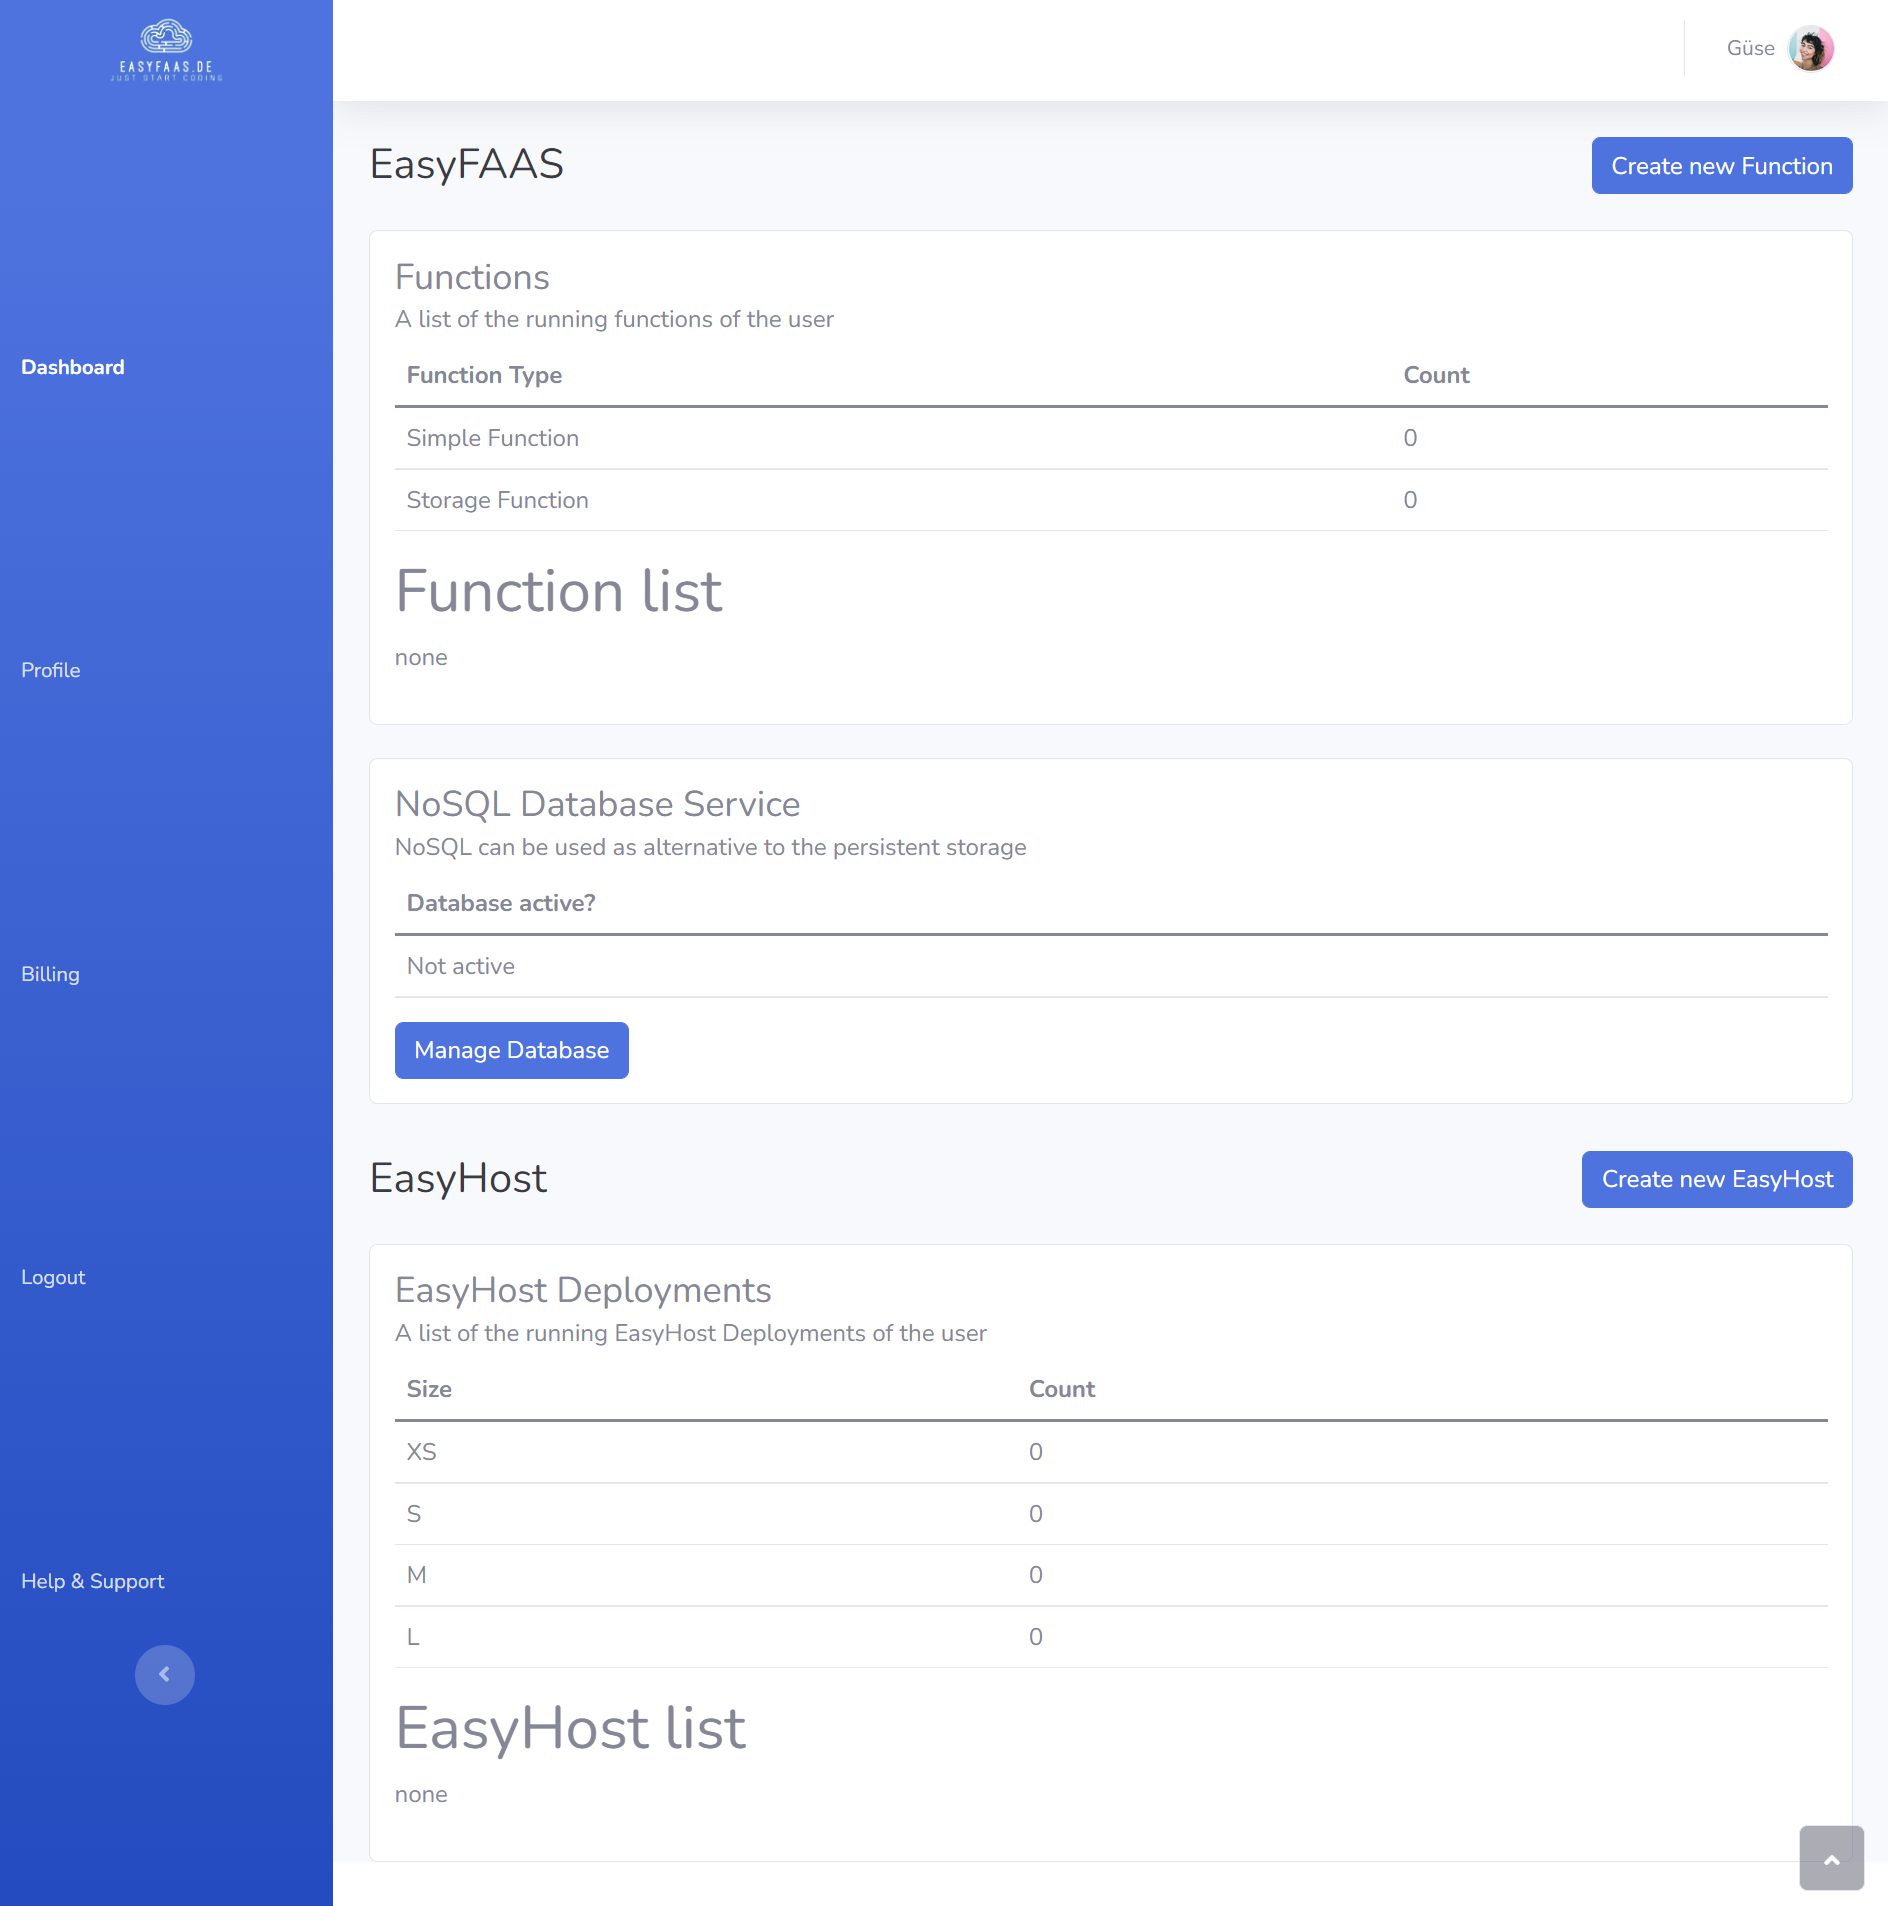 EASYFAAS.DE
JUST START CODING
Güse
EasyFAAS
Create new Function
Functions
A list of the running functions of the user
Function Type Count
Simple Function 0
Storage Function 0
Function list
none
NoSQL Database Service
NoSQL can be used as alternative to the persistent storage
Database active?
Not active
Manage Database
EasyHost
Create new EasyHost
EasyHost Deployments
A list of the running EasyHost Deployments of the user
Size Count
XS 0
S 0
M 0
L 0
EasyHost list
none
Dashboard
Profile
Billing
Logout
Help & Support